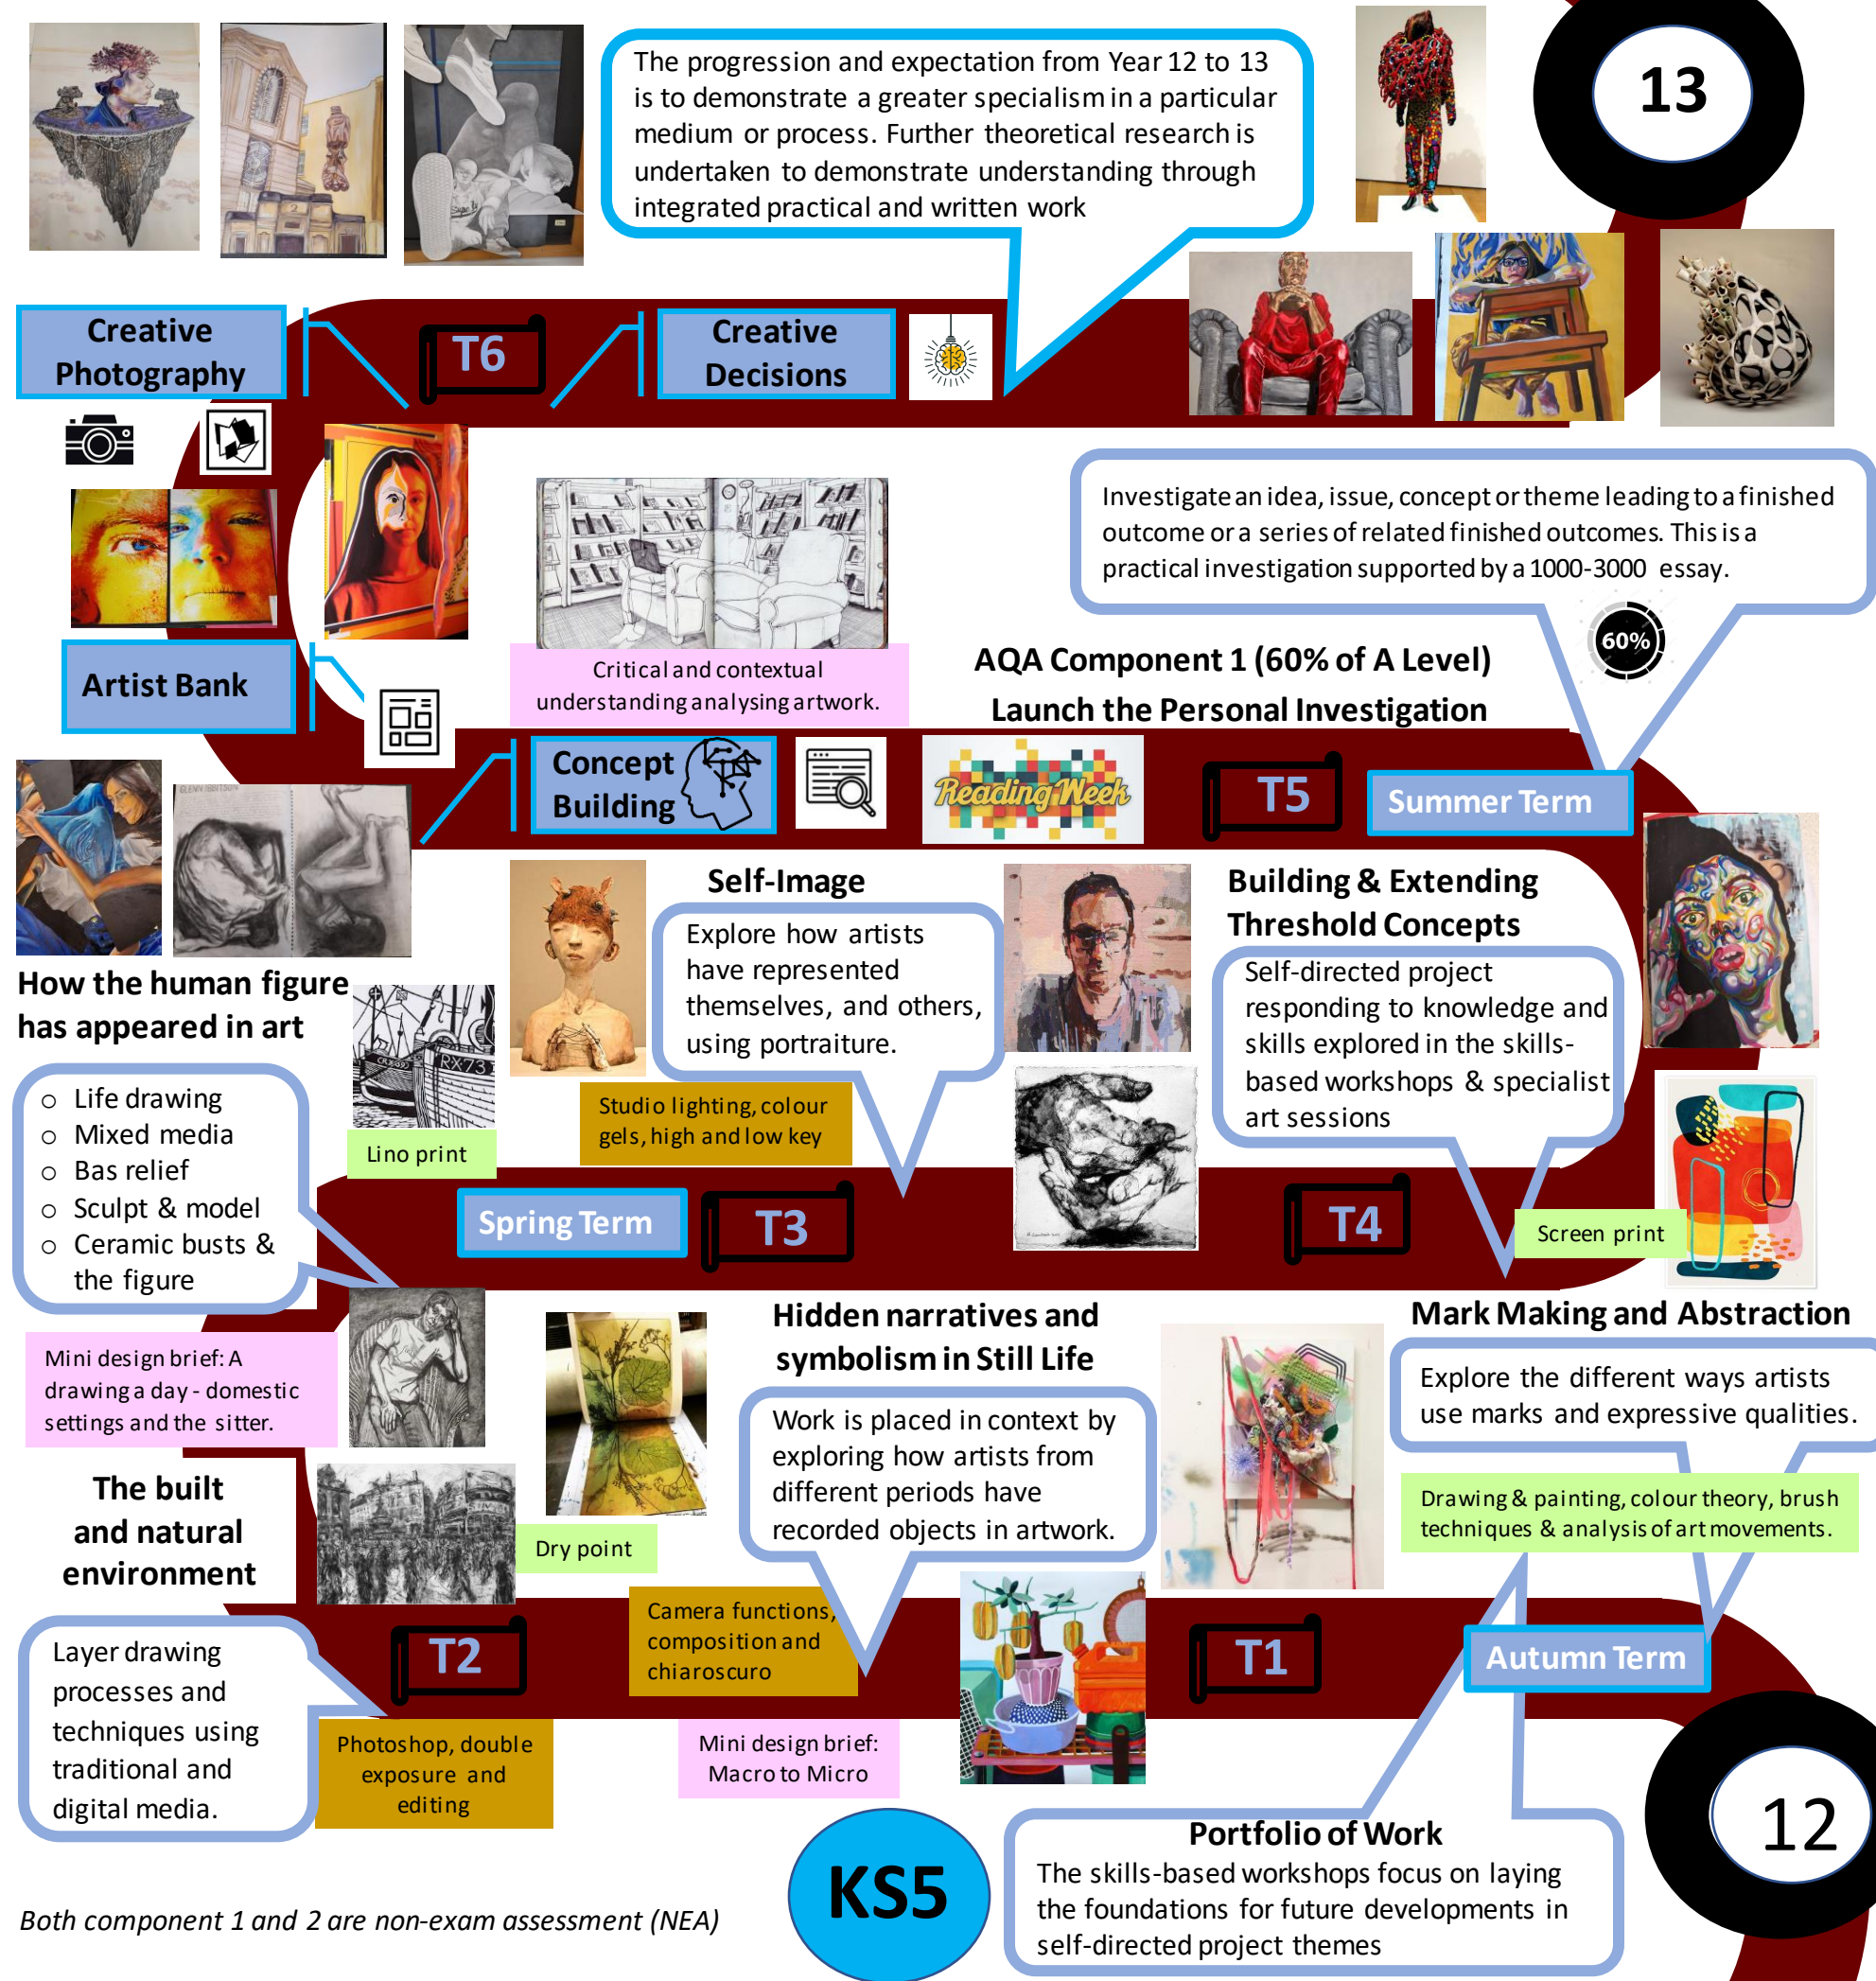 The progression and expectation from Year 12 to 13
is to demonstrate a greater specialism in a particular
medium or process. Further theoretical research is
undertaken to demonstrate understanding through
integrated practical and written work
13
Creative
Photography
T6
Creative
Decisions
Investigate an idea, issue, concept or theme leading to a finished
outcome or a series of related finished outcomes. This is a
practical investigation supported by a 1000-3000 essay.
60%
Artist Bank
Critical and contextual
understanding analysing artwork.
AQA Component 1 (60% of A Level)
Launch the Personal Investigation
Concept
Building
Reading Week
T5
Summer Term
Self-Image
Explore how artists
have represented
themselves, and others,
using portraiture.
Building & Extending
Threshold Concepts
Self-directed project
responding to knowledge and
skills explored in the skills-
based workshops & specialist
art sessions
How the human figure
has appeared in art
RX73
Life drawing
Mixed media
Bas relief
Sculpt & model
Ceramic busts &
the figure
Lino print
Studio lighting, colour
gels, high and low key
Spring Term
T3
T4
Screen print
Mini design brief: A
drawing a day - domestic
settings and the sitter.
Hidden narratives and
symbolism in Still Life
Work is placed in context by
exploring how artists from
different periods have
recorded objects in artwork.
Mark Making and Abstraction
Explore the different ways artists
use marks and expressive qualities.
Drawing & painting, colour theory, brush
techniques & analysis of art movements.
The built
and natural
environment
Dry point
Layer drawing
processes and
techniques using
traditional and
digital media.
T2
Camera functions,
composition and
chiaroscuro
T1
Autumn Term
Photoshop, double
exposure and
editing
Mini design brief:
Macro to Micro
12
KS5
Portfolio of Work
The skills-based workshops focus on laying
the foundations for future developments in
self-directed project themes
Both component 1 and 2 are non-exam assessment (NEA)